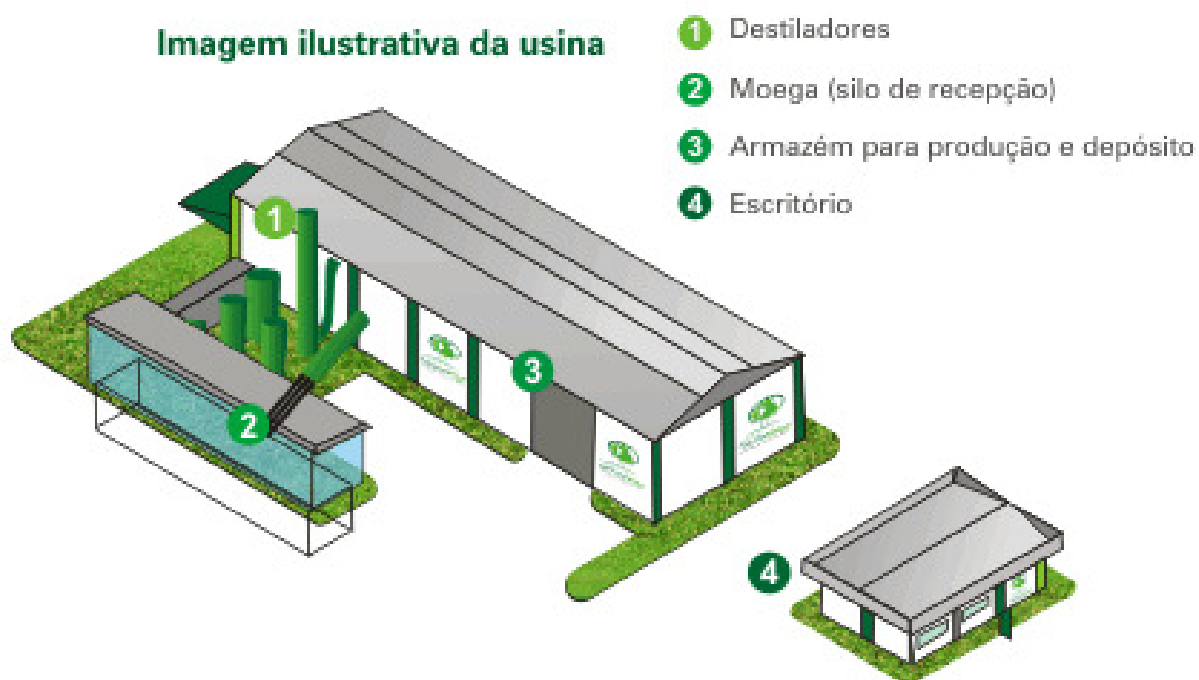 Imagem ilustrativa da usina
1 Destiladores
2 Moega (silo de recepção)
3 Armazém para produção e depósito
4 Escritório
1
2
3
4